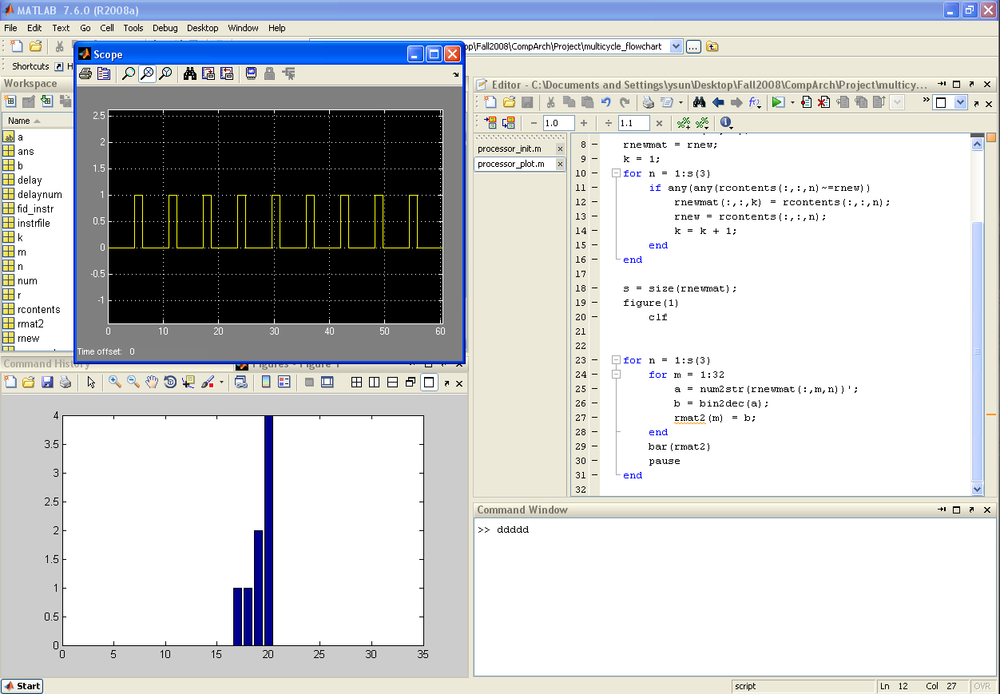 MATLAB 7.6.0 (R2008a)
File Edit Text Go Cell Tools Debug Desktop Window Help
p\Fall2008\CompArch\Project\multicycle_flowchart
Shortcuts
Workspace
Name
a
ans
b
delay
delaynum
fid_instr
instrfile
k
m
n
num
r
rcontents
rmat2
rnew
Scope
2.5
2
1.5
1
0.5
0
-0.5
-1
0 10 20 30 40 50 60
Time offset: 0
Command History
Figures - Figure 1
4
3.5
3
2.5
2
1.5
1
0.5
0
0 5 10 15 20 25 30 35
Editor - C:\Documents and Settings\ysun\Desktop\Fall2008\CompArch\Project\multicy...
1.0
1.1
processor_init.m
processor_plot.m
8 rnewmat = rnew;
9 k = 1;
10 for n = 1:s(3)
11 if any(any(rcontents(:,:,n)~=rnew))
12 rnewmat(:,:,k) = rcontents(:,:,n);
13 rnew = rcontents(:,:,n);
14 k = k + 1;
15 end
16 end
17
18 s = size(rnewmat);
19 figure(1)
20 clf
21
22
23 for n = 1:s(3)
24 for m = 1:32
25 a = num2str(rnewmat(:,m,n))';
26 b = bin2dec(a);
27 rmat2(m) = b;
28 end
29 bar(rmat2)
30 pause
31 end
32
Command Window
>> ddddd
Start
script
Ln 12 Col 27 OVR